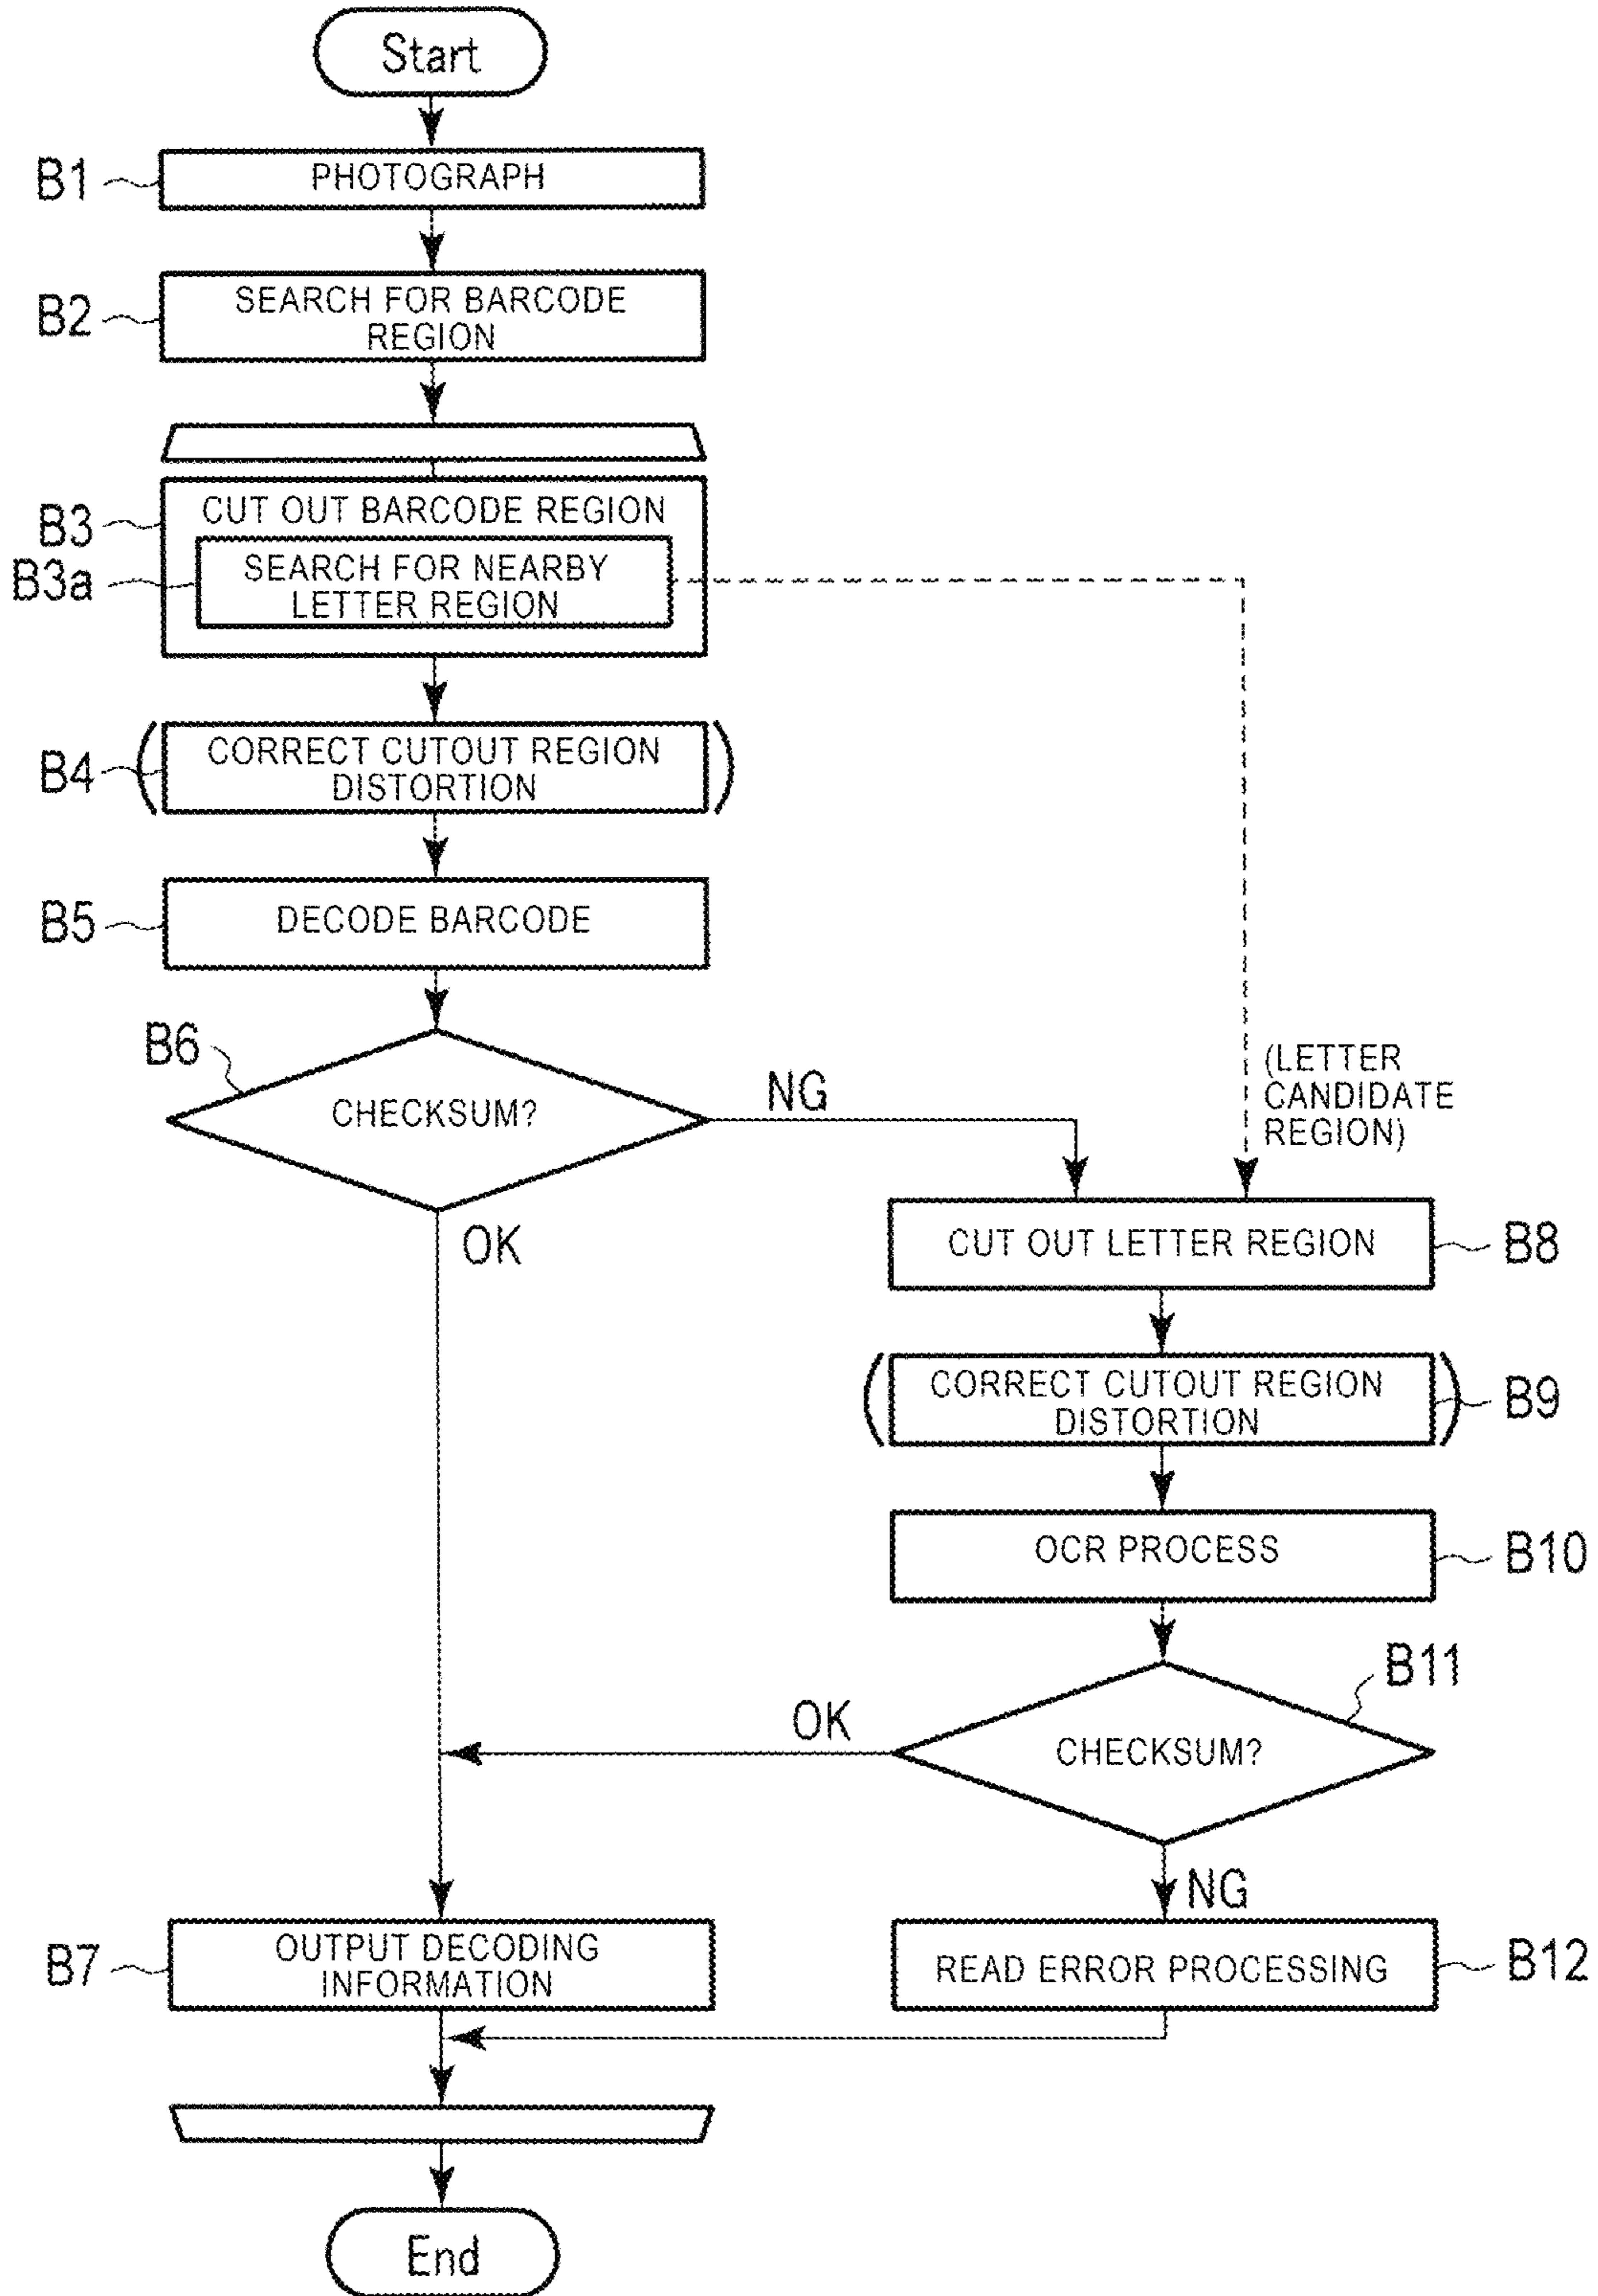 Start
B1
PHOTOGRAPH
B2
SEARCH FOR BARCODE
REGION
B3
CUT OUT BARCODE REGION
B3a
SEARCH FOR NEARBY
LETTER REGION
B4
CORRECT CUTOUT REGION
DISTORTION
B5
DECODE BARCODE
B6
CHECKSUM?
NG
OK
(LETTER
CANDIDATE
REGION)
CUT OUT LETTER REGION
B8
CORRECT CUTOUT REGION
DISTORTION
B9
OCR PROCESS
B10
B11
CHECKSUM?
OK
NG
B7
OUTPUT DECODING
INFORMATION
READ ERROR PROCESSING
B12
End